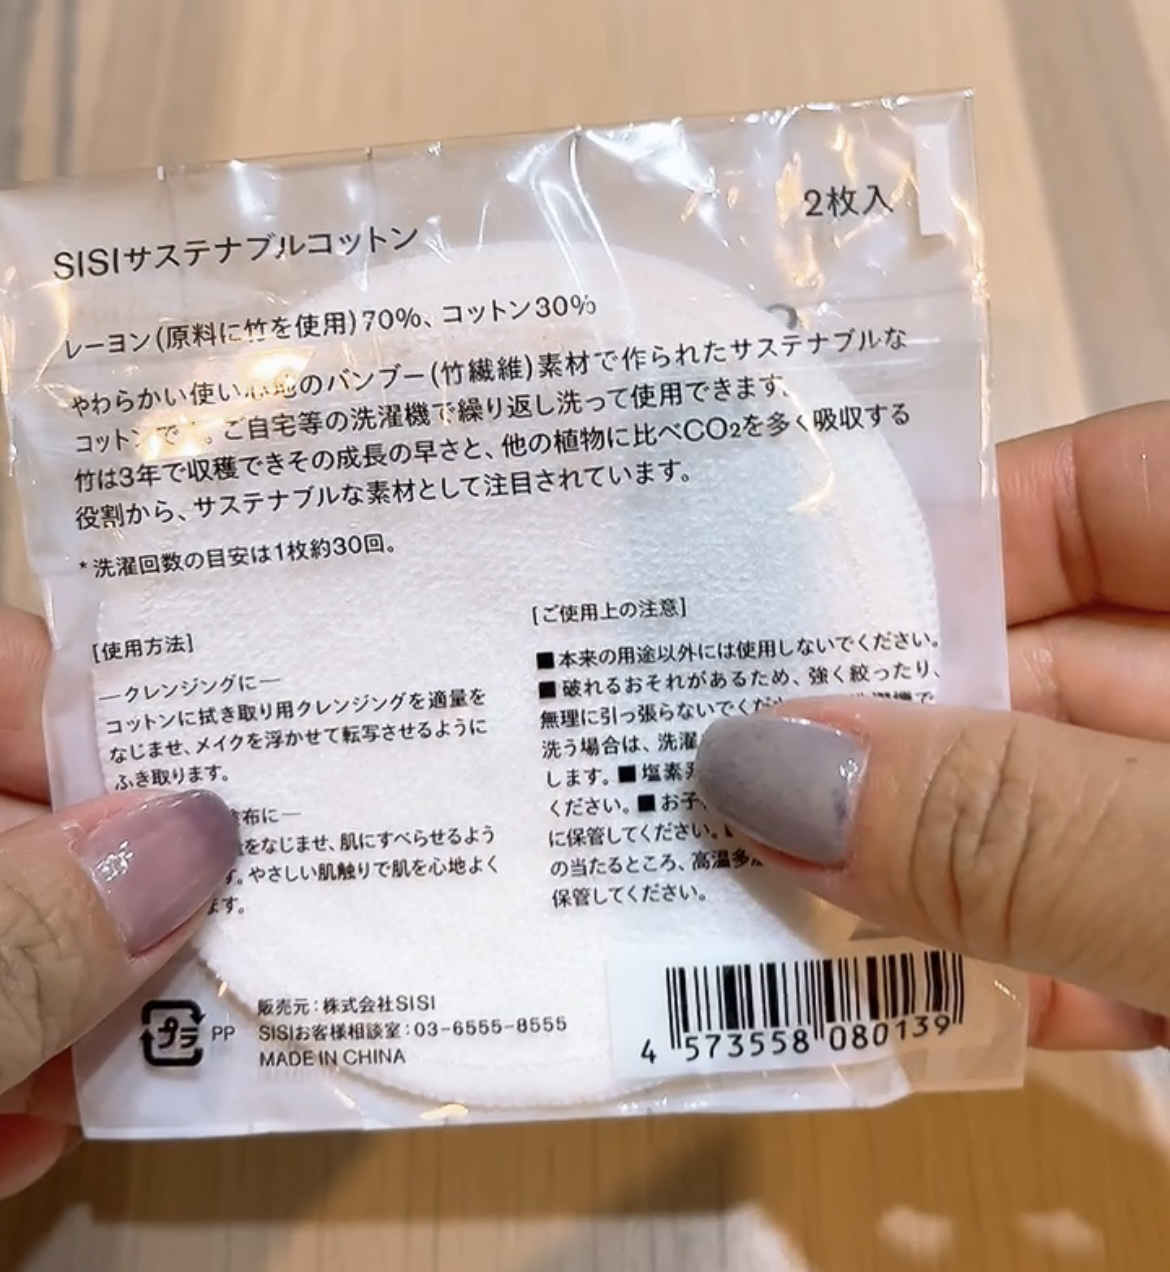 2枚入
SISIサステナブルコットン
レーヨン(原料に竹を使用)70%、コットン30%
やわらかい使い心地のバンブー(竹繊維)素材で作られたサステナブルな
コットンで。ご自宅等の洗濯機で繰り返し洗って使用できます。
竹は3年で収穫できその成長の早さと、他の植物に比べCO2を多く吸収する
役割から、サステナブルな素材として注目されています。
*洗濯回数の目安は1枚約30回。
[使用方法]
―クレンジングに―
コットンに拭き取り用クレンジングを適量を
なじませ、メイクを浮かせて転写させるように
ふき取ります。
布に―
をなじませ、肌にすべらせるよう
す。やさしい肌触りで肌を心地よく
ます。
[ご使用上の注意]
■本来の用途以外には使用しないでください。
■破れるおそれがあるため、強く絞ったり、
無理に引っ張らないでくだ 濯機で
洗う場合は、洗濯
します。■塩素
ください。■お子
に保管してください。
の当たるところ、高温多
保管してください。
プラ PP
販売元:株式会社SISI
SISIお客様相談室:03-6555-8555
MADE IN CHINA
4 573558 080139